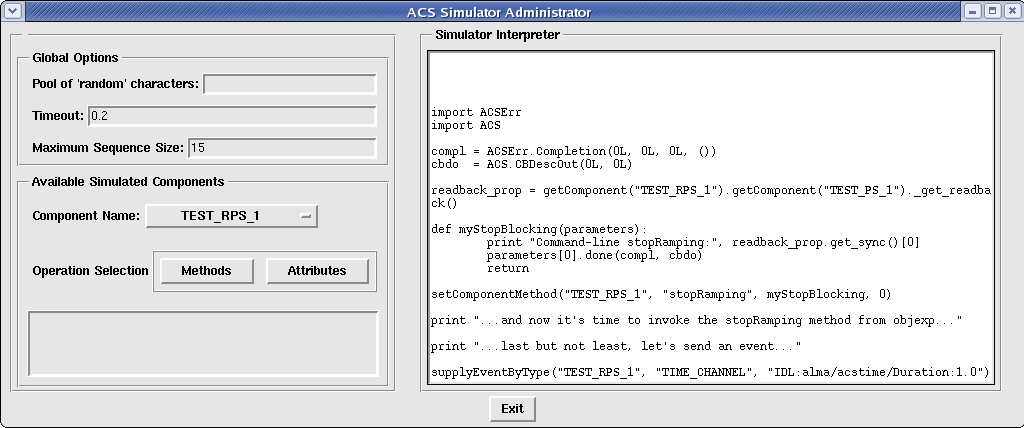 ACS Simulator Administrator
Global Options
Pool of 'random' characters:
Timeout: 0.2
Maximum Sequence Size: 15
Available Simulated Components
Component Name: TEST_RPS_1
Operation Selection Methods Attributes
Simulator Interpreter
import ACSErr
import ACS
compl = ACSErr.Completion(0L, 0L, 0L, ())
cbdo  = ACS.CBDescOut(0L, 0L)
readback_prop = getComponent("TEST_RPS_1").getComponent("TEST_PS_1")._get_readba
ck()
def myStopBlocking(parameters):
        print "Command-line stopRamping:", readback_prop.get_sync()[0]
        parameters[0].done(compl, cbdo)
        return
setComponentMethod("TEST_RPS_1", "stopRamping", myStopBlocking, 0)
print "...and now it's time to invoke the stopRamping method from objexp..."
print "...last but not least, let's send an event..."
supplyEventByType("TEST_RPS_1", "TIME_CHANNEL", "IDL:alma/acstime/Duration:1.0")
Exit